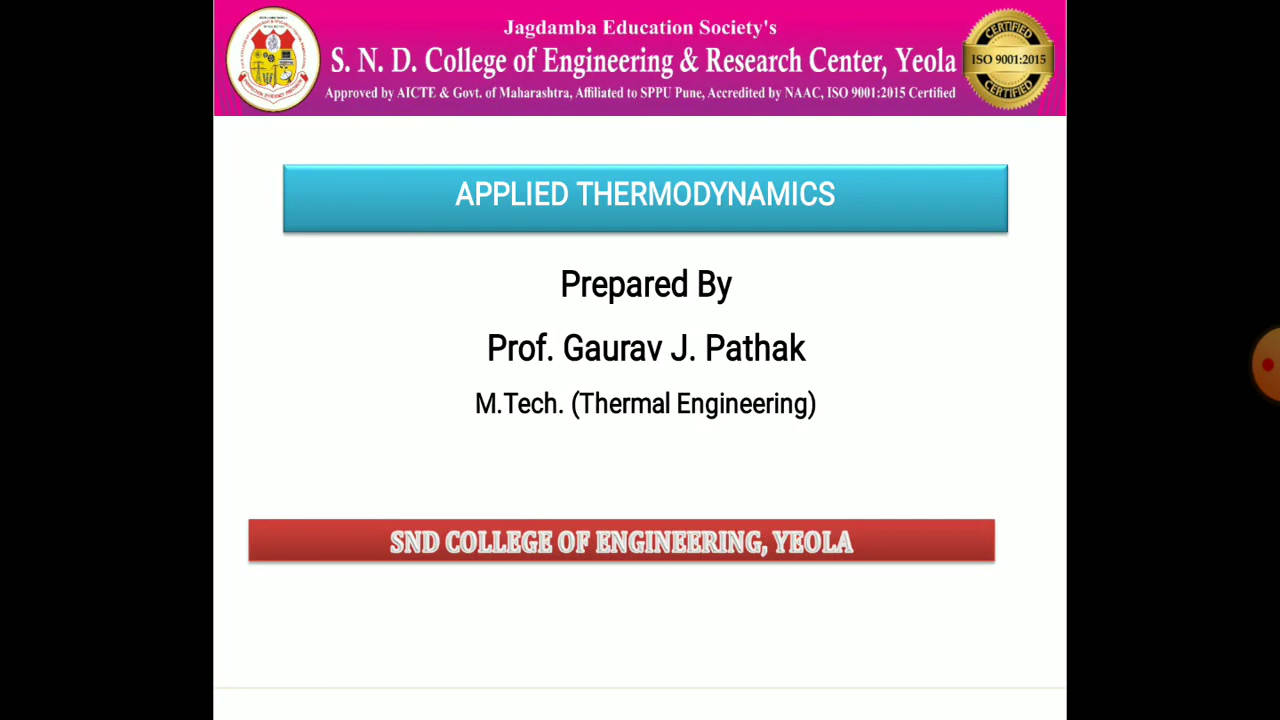 Jagdamba Education Society's
S. N. D. College of Engineering & Research Center, Yeola
Approved by AICTE & Govt. of Maharashtra, Affiliated to SPPU Pune, Accredited by NAAC, ISO 9001:2015 Certified
CERTIFIED
ISO 9001:2015
CERTIFIED
APPLIED THERMODYNAMICS
Prepared By
Prof. Gaurav J. Pathak
M.Tech. (Thermal Engineering)
SND COLLEGE OF ENGINEERING, YEOLA